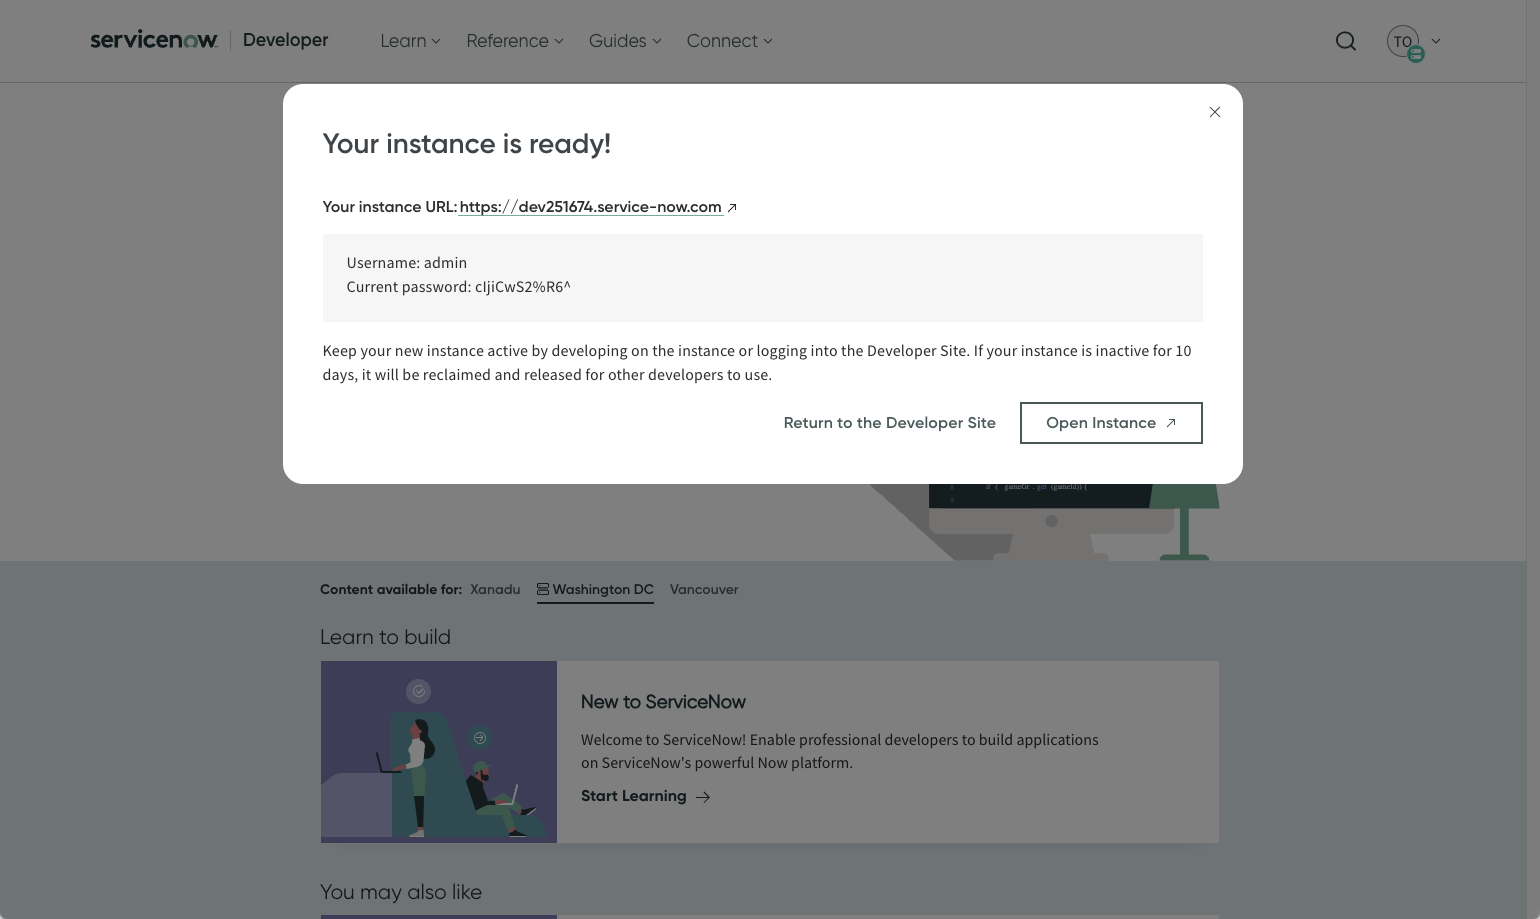 servicenow Developer Learn Reference Guides Connect TO
Your instance is ready!
Your instance URL: https://dev251674.service-now.com
Username: admin
Current password: cIjiCwS2%R6^
Keep your new instance active by developing on the instance or logging into the Developer Site. If your instance is inactive for 10
days, it will be reclaimed and released for other developers to use.
Return to the Developer Site Open Instance
if ( gameGr .get (gameId)) {
Content available for: Xanadu Washington DC Vancouver
Learn to build
New to ServiceNow
Welcome to ServiceNow! Enable professional developers to build applications
on ServiceNow's powerful Now platform.
Start Learning
You may also like